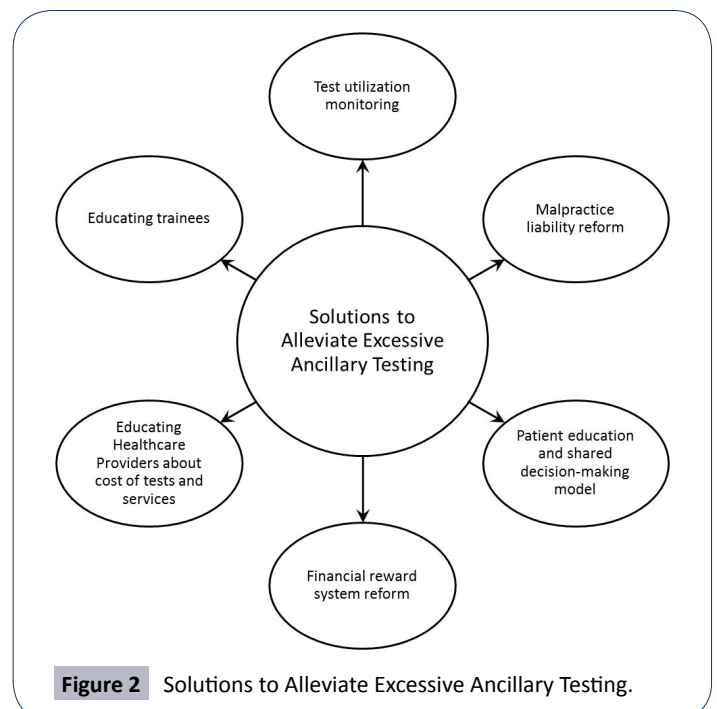 Test utilization
monitoring
Educating trainees
Malpractice
liability reform
Solutions to
Alleviate Excessive
Ancillary Testing
Educating
Healthcare
Providers about
cost of tests and
services
Patient education
and shared
decision-making
model
Financial reward
system reform
Figure 2 Solutions to Alleviate Excessive Ancillary Testing.